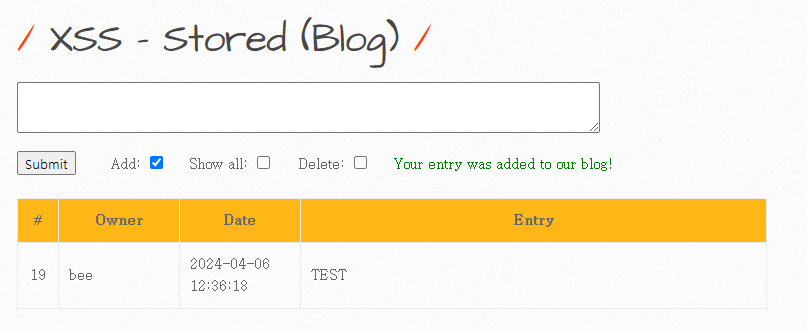 / XSS - Stored (Blog) /
Submit Add: Show all: Delete: Your entry was added to our blog!
# Owner Date Entry
19 bee 2024-04-06 TEST
12:36:18